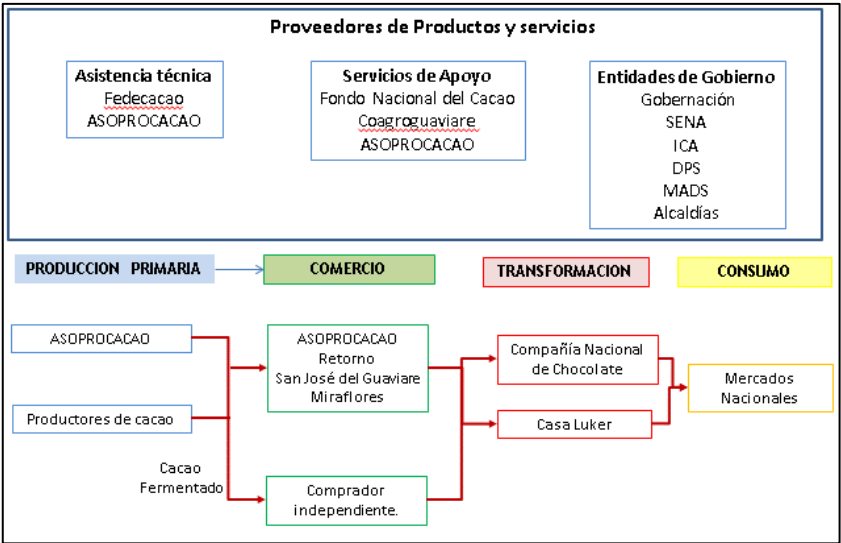 Proveedores de Productos y servicios
Asistencia técnica
Fedecacao
ASOPROCACAO
Servicios de Apoyo
Fondo Nacional del Cacao
Coagroguaviare
ASOPROCACAO
Entidades de Gobierno
Gobernación
SENA
ICA
DPS
MADS
Alcaldías
PRODUCCION PRIMARIA
COMERCIO
TRANSFORMACION
CONSUMO
ASOPROCACAO
Productores de cacao
Cacao
Fermentado
ASOPROCACAO
Retorno
San José del Guaviare
Miraflores
Comprador
independiente.
Compañía Nacional
de Chocolate
Casa Luker
Mercados
Nacionales